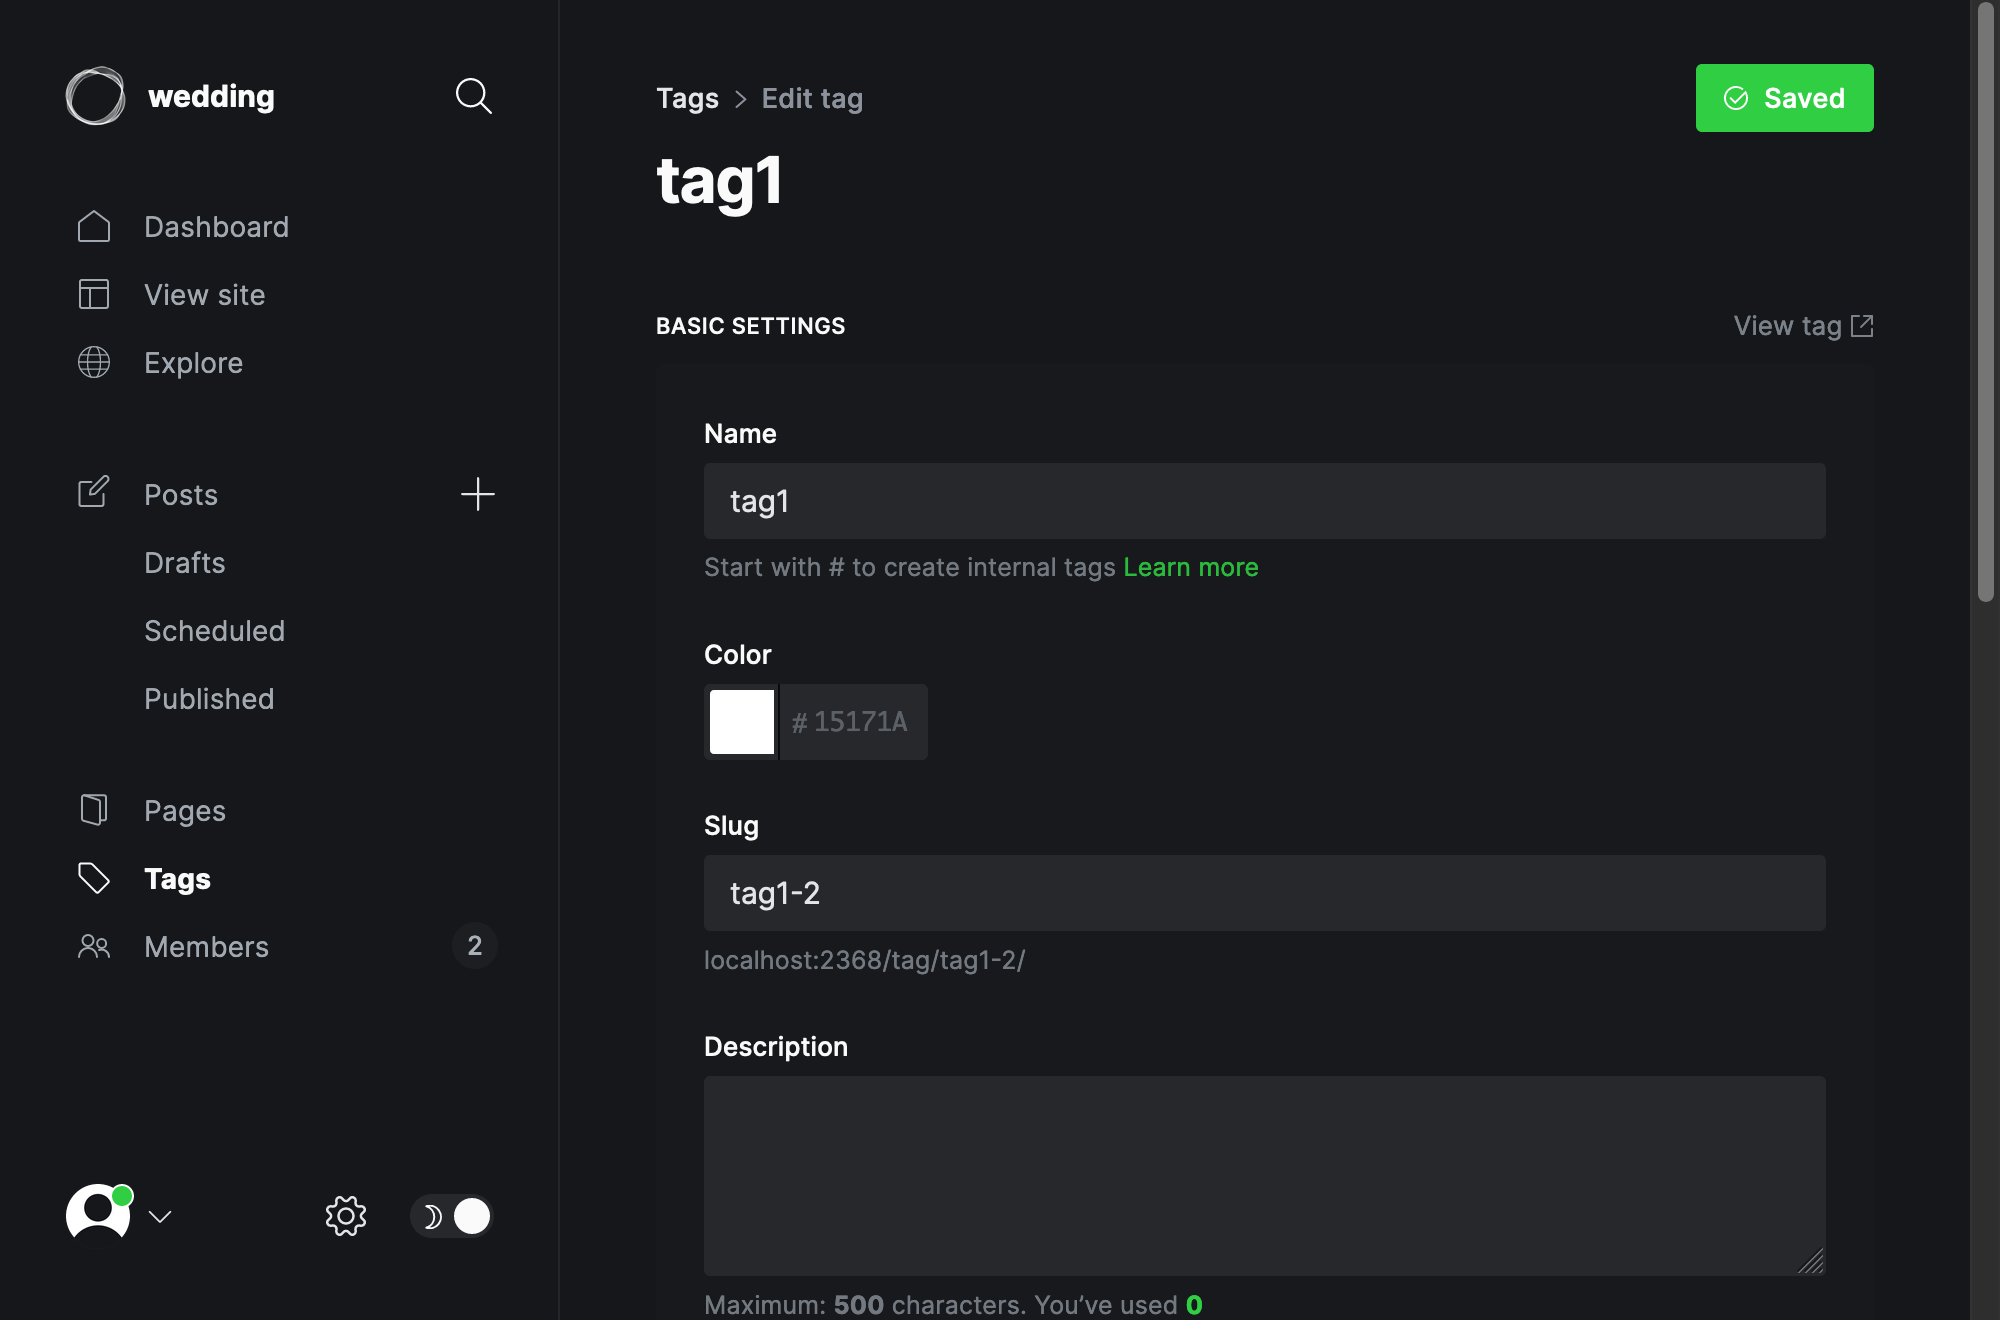 wedding
Dashboard
View site
Explore
Posts
Drafts
Scheduled
Published
Pages
Tags
Members 2
Tags > Edit tag
Saved
tag1
BASIC SETTINGS
View tag
Name
tag1
Start with # to create internal tags Learn more
Color
# 15171A
Slug
tag1-2
localhost:2368/tag/tag1-2/
Description
Maximum: 500 characters. You’ve used 0